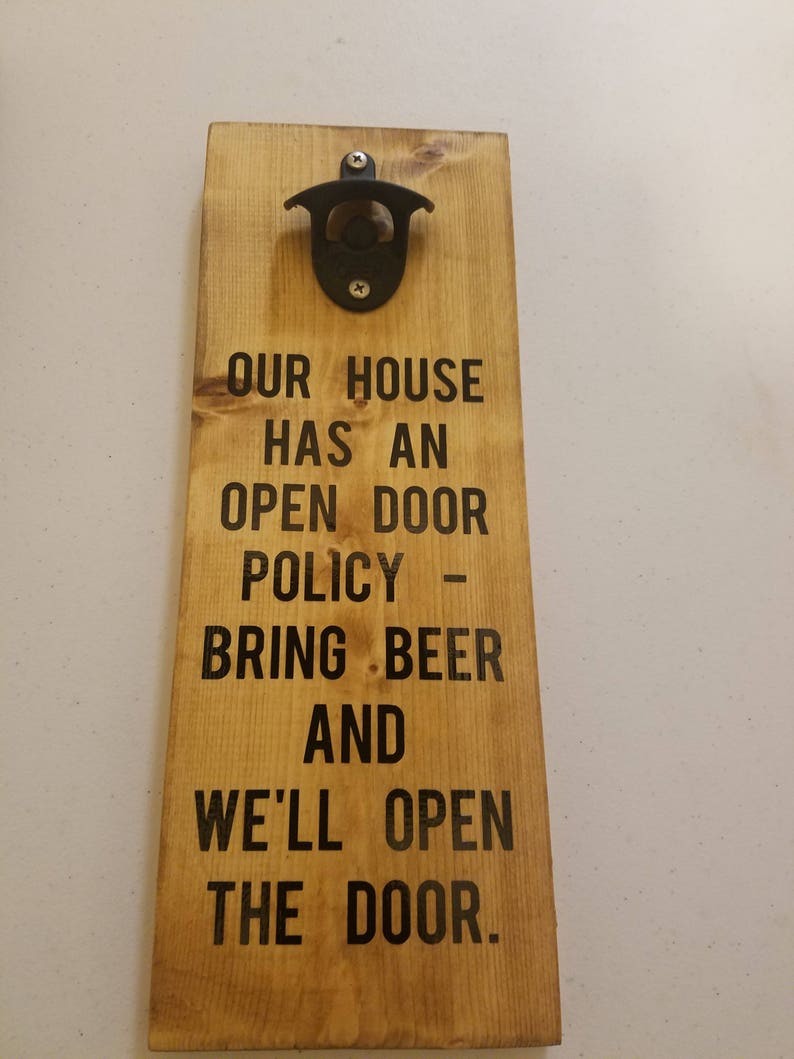 OUR HOUSE
HAS AN
OPEN DOOR
POLICY -
BRING BEER
AND
WE'LL OPEN
THE DOOR.